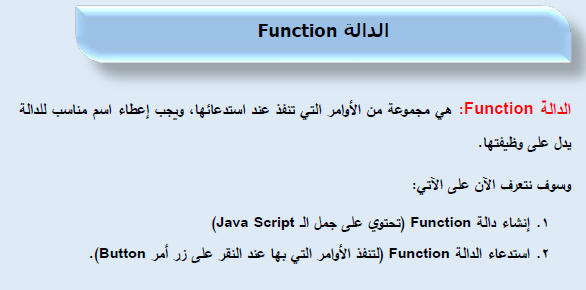 الدالة Function
الدالة Function: هي مجموعة من الأوامر التي تنفذ عند استدعائها، ويجب إعطاء اسم مناسب للدالة
يدل على وظيفتها.
وسوف نتعرف الآن على الآتي:
١. إنشاء دالة Function (تحتوي على جمل الـ Java Script)
٢. استدعاء الدالة Function (لتنفذ الأوامر التي بها عند النقر على زر أمر Button).